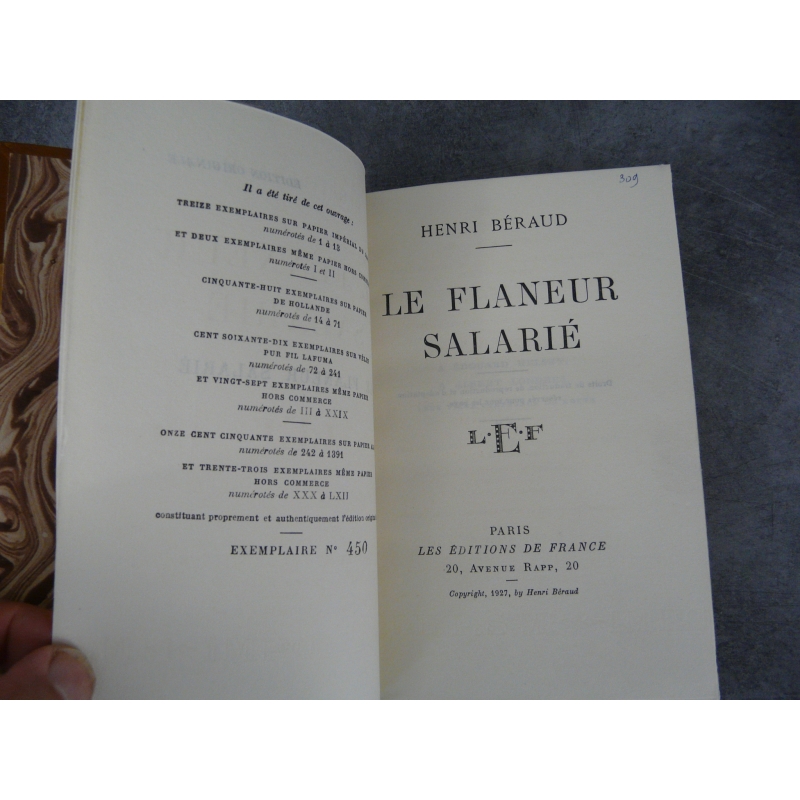 Il a été tiré de cet ouvrage :
TREIZE EXEMPLAIRES SUR PAPIER IMPÉRIAL DU
numérotés de 1 à 13
ET DEUX EXEMPLAIRES MÊME PAPIER HORS
numérotés I et II
CINQUANTE-HUIT EXEMPLAIRES SUR PAPIER
DE HOLLANDE
numérotés de 14 à 71
CENT SOIXANTE-DIX EXEMPLAIRES SUR VÉLIN
PUR FIL LAFUMA
numérotés de 72 à 241
ET VINGT-SEPT EXEMPLAIRES MÊME PAPIER
HORS COMMERCE
numérotés de III à XXIX
ONZE CENT CINQUANTE EXEMPLAIRES SUR PAPIER
numérotés de 242 à 1391
ET TRENTE-TROIS EXEMPLAIRES MÊME PAPIER
HORS COMMERCE
numérotés de XXX à LXII
constituant proprement et authentiquement l'édition
EXEMPLAIRE N° 450
309
HENRI BÉRAUD
LE FLANEUR
SALARIÉ
L·E·F
PARIS
LES ÉDITIONS DE FRANCE
20, AVENUE RAPP, 20
Copyright, 1927, by Henri Béraud